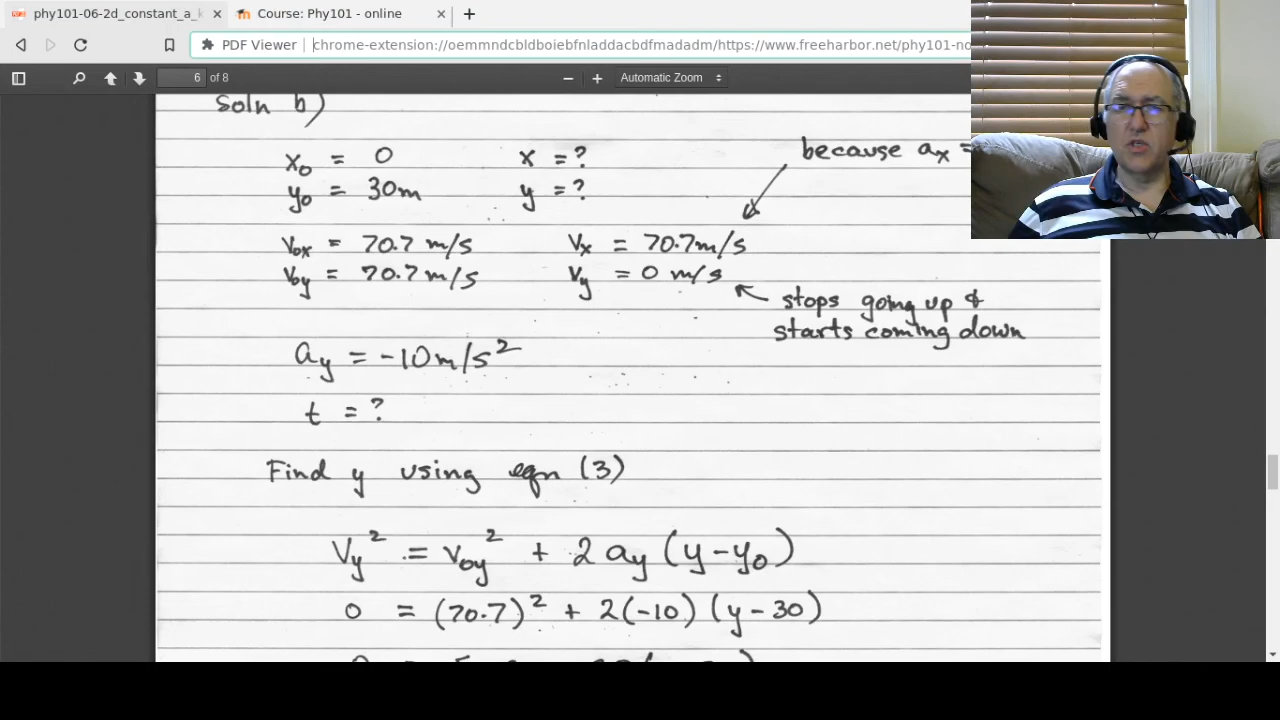 phy101-06-2d_constant_a_k
Course: Phy101 - online
PDF Viewer
chrome-extension://oemmndcbldboiebfnladdacbdfmadadm/https://www.freeharbor.net/phy101-no
6 of 8
Automatic Zoom
Soln b)
x₀ = 0 x = ?
because aₓ =
y₀ = 30m y = ?
V₀ₓ = 70.7 m/s Vₓ = 70.7m/s
V₀y = 70.7 m/s Vy = 0 m/s
stops going up &
starts coming down
ay = -10m/s²
t = ?
Find y using eqn (3)
Vy² = V₀y² + 2 ay (y-y₀)
0 = (70.7)² + 2(-10) (y-30)